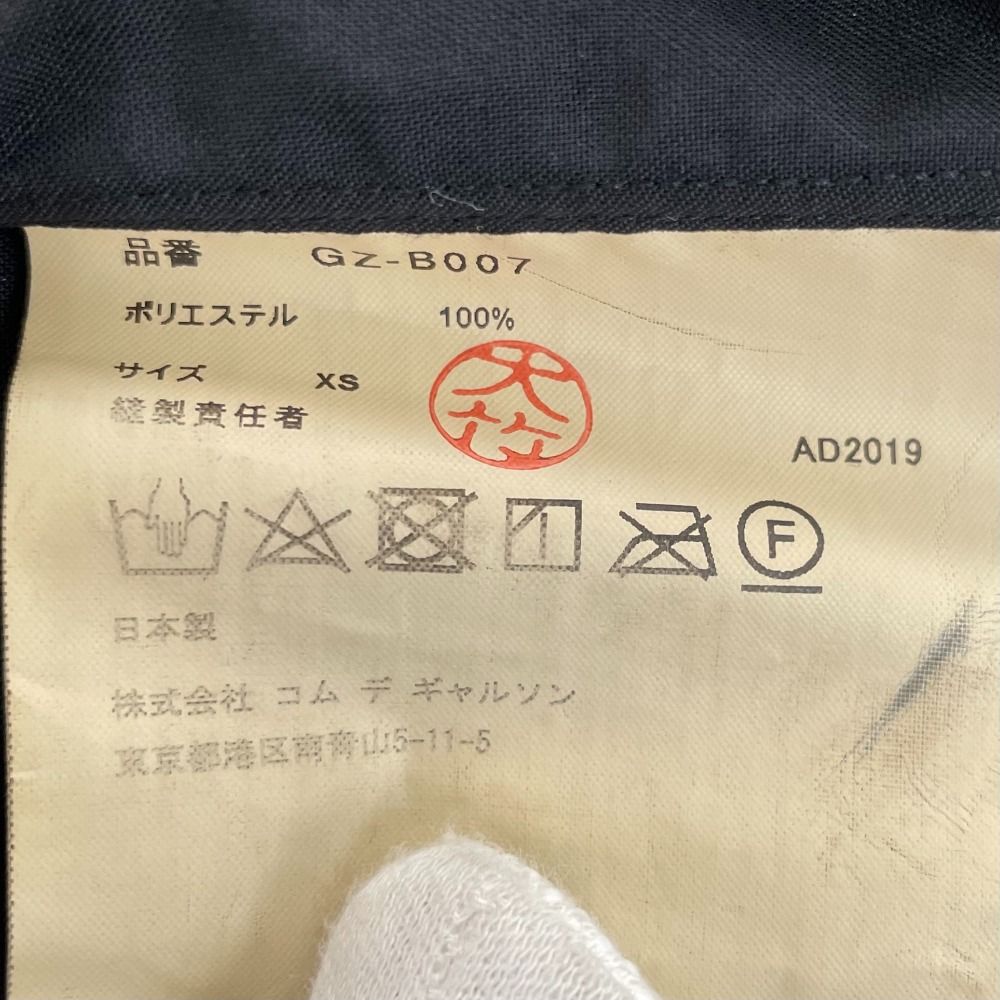 品番 GZ-B007
ポリエステル 100%
サイズ XS
縫製責任者 大竹
AD2019
F
日本製
株式会社 コム デ ギャルソン
東京都港区南青山5-11-5